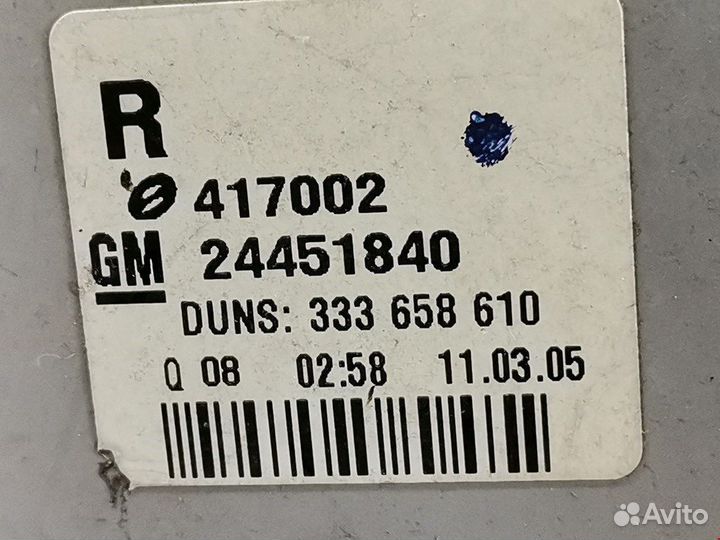 R
417002
GM 24451840
DUNS: 333 658 610
Q 08 02:58 11.03.05
Avito